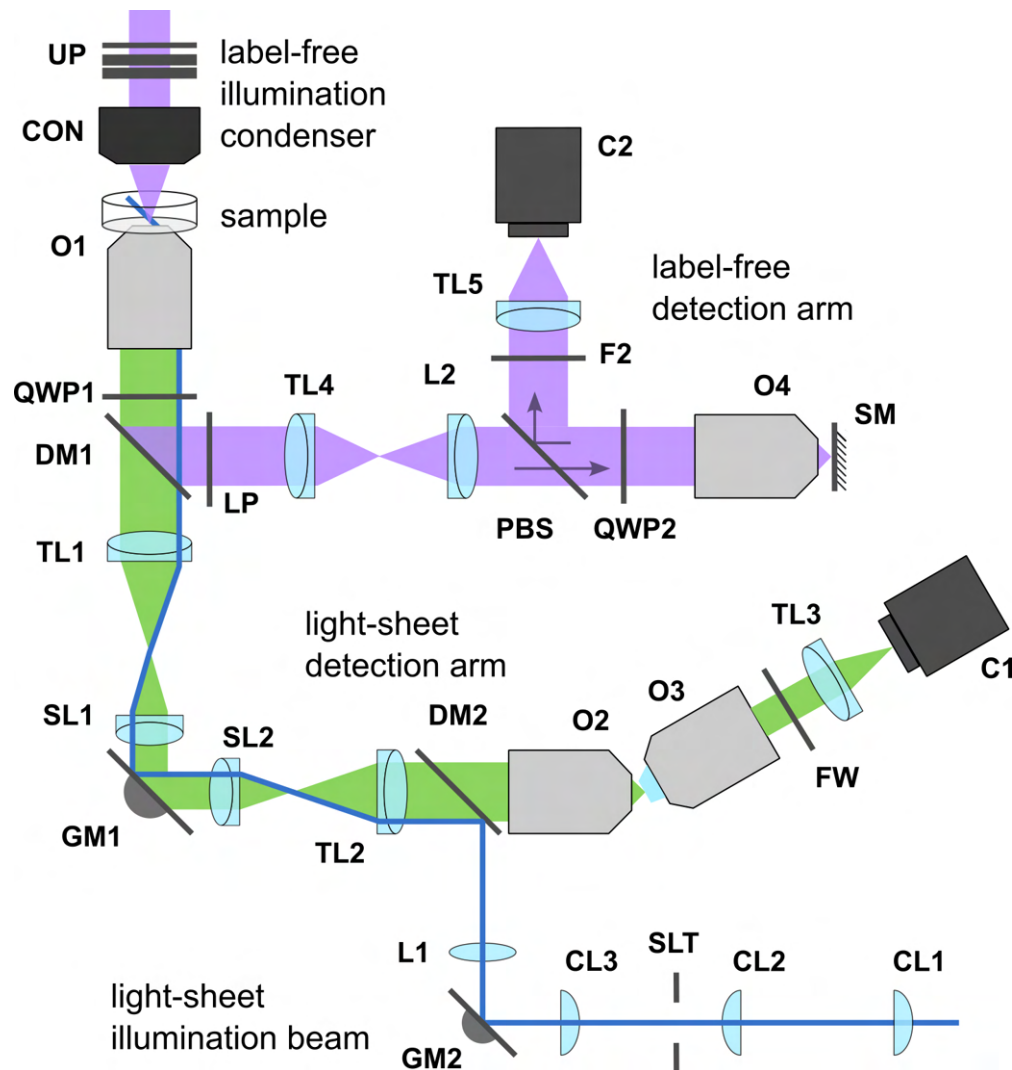 UP
label-free
illumination
condenser
CON
C2
sample
O1
TL5
label-free
detection arm
F2
QWP1
TL4
L2
O4
SM
DM1
LP
PBS
QWP2
TL1
light-sheet
detection arm
TL3
C1
SL1
SL2
DM2
O2
O3
FW
GM1
TL2
L1
CL3
SLT
CL2
CL1
light-sheet
illumination beam
GM2